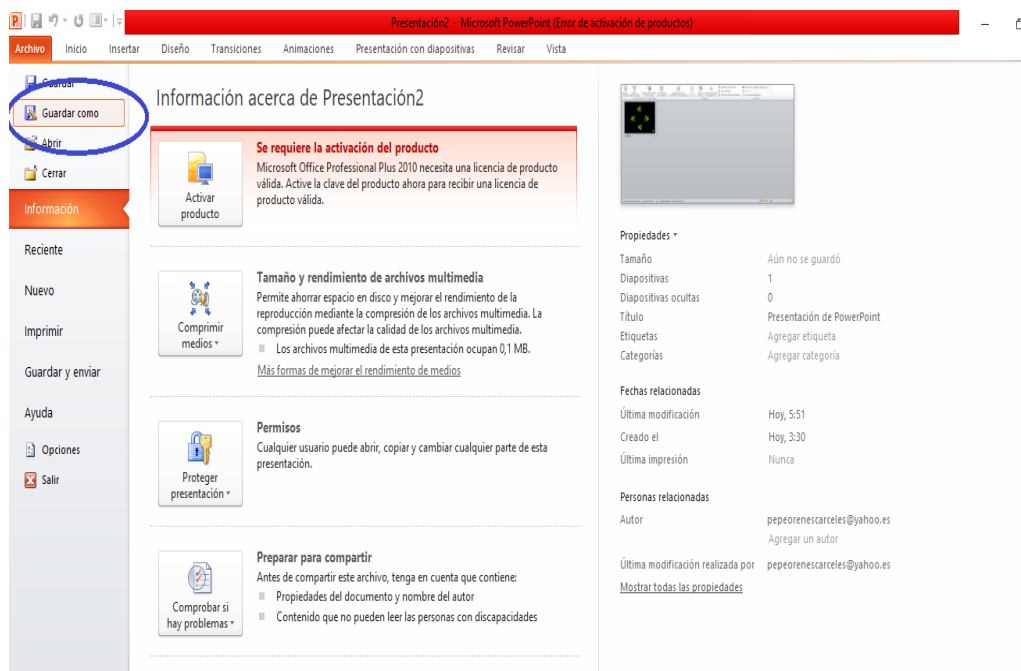 Presentación2 - Microsoft PowerPoint (Error de activación de productos)
Archivo Inicio Insertar Diseño Transiciones Animaciones Presentación con diapositivas Revisar Vista
Guardar
Guardar como
Abrir
Cerrar
Información
Reciente
Nuevo
Imprimir
Guardar y enviar
Ayuda
Opciones
Salir
Información acerca de Presentación2
Activar
producto
Se requiere la activación del producto
Microsoft Office Professional Plus 2010 necesita una licencia de producto
válida. Active la clave del producto ahora para recibir una licencia de
producto válida.
Comprimir
medios
Tamaño y rendimiento de archivos multimedia
Permite ahorrar espacio en disco y mejorar el rendimiento de la
reproducción mediante la compresión de los archivos multimedia. La
compresión puede afectar la calidad de los archivos multimedia.
Los archivos multimedia de esta presentación ocupan 0,1 MB.
Más formas de mejorar el rendimiento de medios
Proteger
presentación
Permisos
Cualquier usuario puede abrir, copiar y cambiar cualquier parte de esta
presentación.
Comprobar si
hay problemas
Preparar para compartir
Antes de compartir este archivo, tenga en cuenta que contiene:
Propiedades del documento y nombre del autor
Contenido que no pueden leer las personas con discapacidades
Propiedades
Tamaño Aún no se guardó
Diapositivas 1
Diapositivas ocultas 0
Título Presentación de PowerPoint
Etiquetas Agregar etiqueta
Categorías Agregar categoría
Fechas relacionadas
Última modificación Hoy, 5:51
Creado el Hoy, 3:30
Última impresión Nunca
Personas relacionadas
Autor pepeorenescarceles@yahoo.es
Agregar un autor
Última modificación realizada por pepeorenescarceles@yahoo.es
Mostrar todas las propiedades